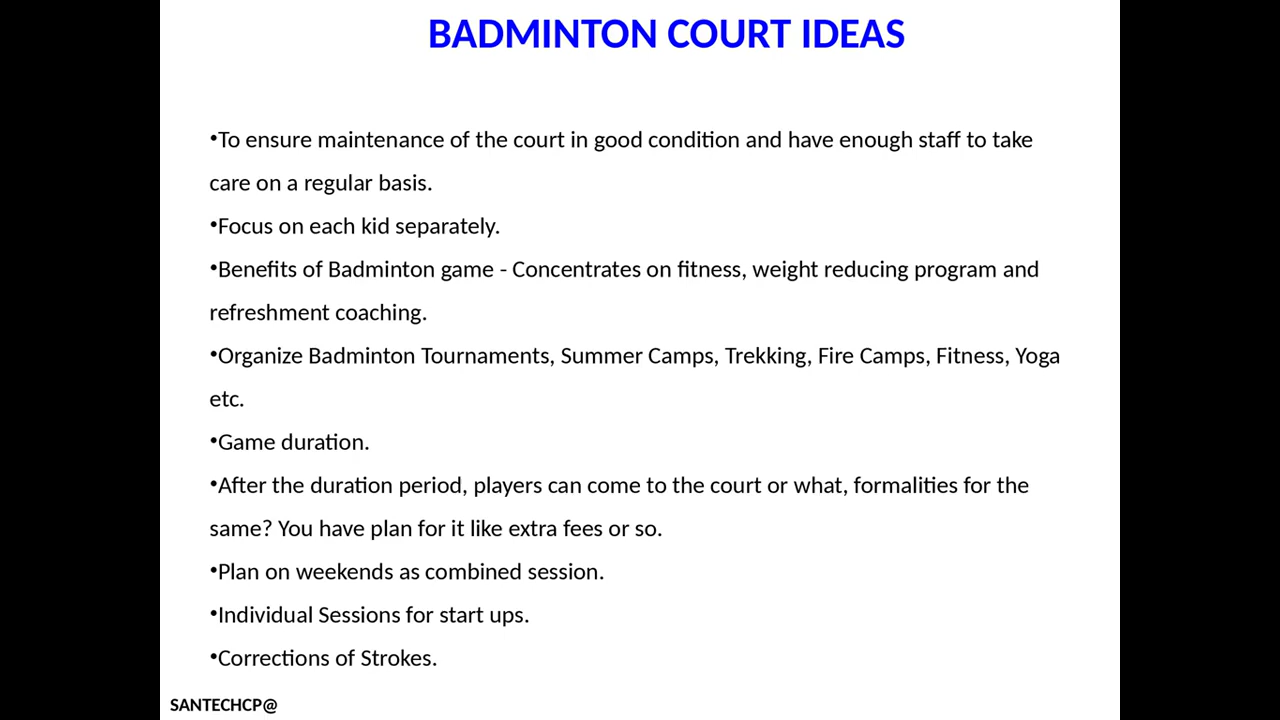 BADMINTON COURT IDEAS
•To ensure maintenance of the court in good condition and have enough staff to take
care on a regular basis.
•Focus on each kid separately.
•Benefits of Badminton game - Concentrates on fitness, weight reducing program and
refreshment coaching.
•Organize Badminton Tournaments, Summer Camps, Trekking, Fire Camps, Fitness, Yoga
etc.
•Game duration.
•After the duration period, players can come to the court or what, formalities for the
same? You have plan for it like extra fees or so.
•Plan on weekends as combined session.
•Individual Sessions for start ups.
•Corrections of Strokes.
SANTECHCP@